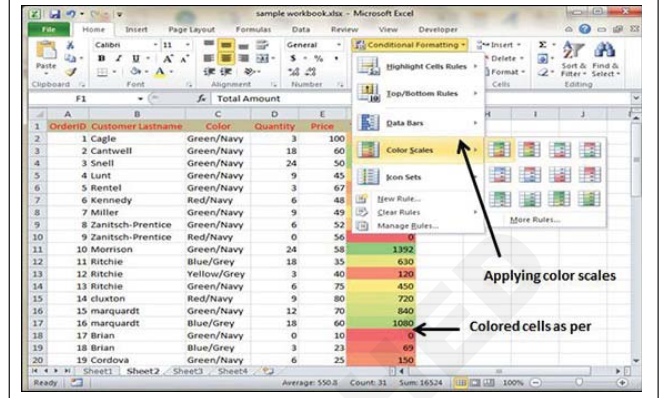 sample workbook.xlsx - Microsoft Excel
File Home Insert Page Layout Formulas Data Review View Developer
Calibri 11 General Conditional Formatting Insert
Paste B I U A A $ % , Delete Sort & Find &
Format Filter Select
Clipboard Font Alignment Number Cells Editing
Highlight Cells Rules
Top/Bottom Rules
Data Bars
Color Scales
Icon Sets
New Rule...
Clear Rules
Manage Rules...
More Rules...
F1 fx Total Amount
A B C D E H I J
1 OrderID Customer Lastname Color Quantity Price
2 1 Cagle Green/Navy 3 100
3 2 Cantwell Green/Navy 18 60
4 3 Snell Green/Navy 24 50
5 4 Lunt Green/Navy 9 45
6 5 Rentel Green/Navy 3 67
7 6 Kennedy Red/Navy 6 48
8 7 Miller Green/Navy 9 49
9 8 Zanitsch-Prentice Green/Navy 6 52
10 9 Zanitsch-Prentice Red/Navy 0 56 0
11 10 Morrison Green/Navy 24 58 1392
12 11 Ritchie Blue/Grey 18 35 630
13 12 Ritchie Yellow/Grey 3 40 120
14 13 Ritchie Green/Navy 6 75 450
15 14 cluxton Red/Navy 9 80 720
16 15 marquardt Green/Navy 12 70 840
17 16 marquardt Blue/Grey 18 60 1080
18 17 Brian Green/Navy 0 10 0
19 18 Brian Blue/Grey 3 23 69
20 19 Cordova Green/Navy 6 25 150
Applying color scales
Colored cells as per
Sheet1 Sheet2 Sheet3 Sheet4
Ready Average: 550.8 Count: 31 Sum: 16524 100%